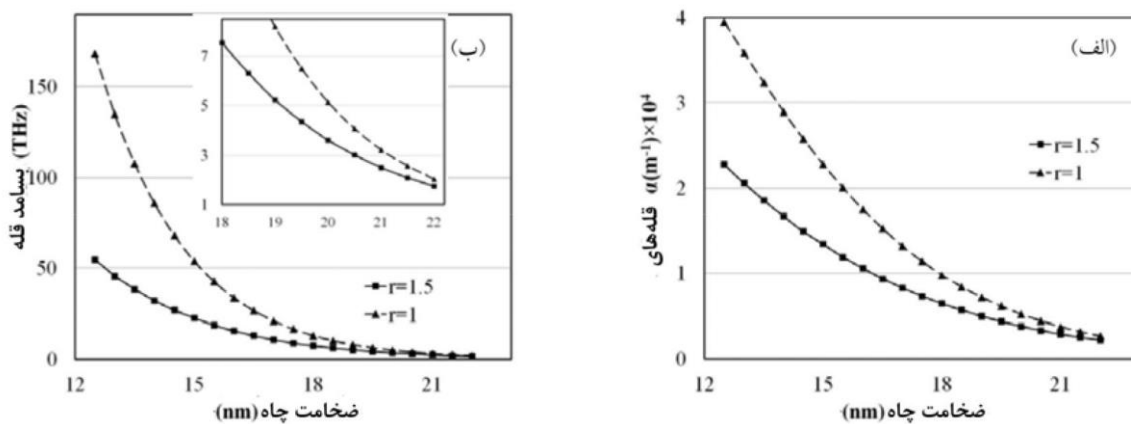 (ب)
بسامد قله (THz)
150
100
50
0
12
15
18
21
ضخامت چاه (nm)
r=1.5
r=1
7
5
3
1
18
19
20
21
22
(الف)
قله‌های α(m⁻¹)×10⁴
4
3
2
1
0
12
15
18
21
ضخامت چاه (nm)
r=1.5
r=1